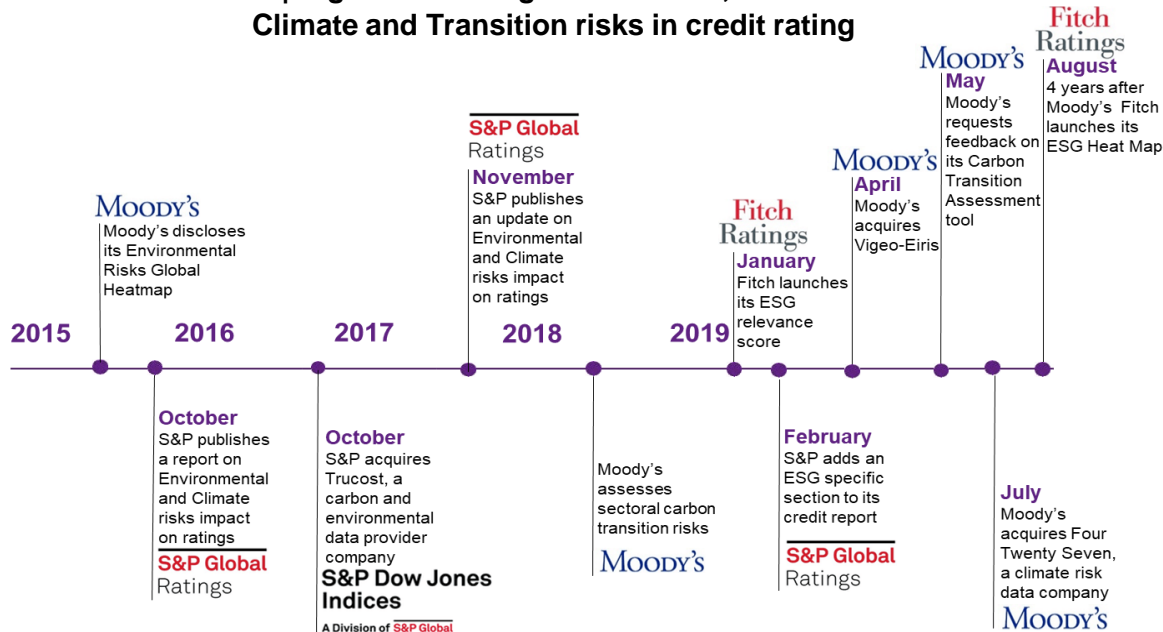 Climate and Transition risks in credit rating
Fitch
Ratings
August
4 years after
Moody's Fitch
launches its
ESG Heat Map
MOODY'S
May
Moody's
requests
feedback on
its Carbon
Transition
Assessment
tool
S&P Global
Ratings
November
S&P publishes
an update on
Environmental
and Climate
risks impact
on ratings
MOODY'S
April
Moody's
acquires
Vigeo-Eiris
MOODY'S
Moody's discloses
its Environmental
Risks Global
Heatmap
Fitch
Ratings
January
Fitch launches
its ESG
relevance
score
2015
2016
2017
2018
2019
October
S&P publishes
a report on
Environmental
and Climate
risks impact
on ratings
S&P Global
Ratings
October
S&P acquires
Trucost, a
carbon and
environmental
data provider
company
S&P Dow Jones
Indices
A Division of S&P Global
Moody's
assesses
sectoral carbon
transition risks
MOODY'S
February
S&P adds an
ESG specific
section to its
credit report
S&P Global
Ratings
July
Moody's
acquires Four
Twenty Seven,
a climate risk
data company
MOODY'S